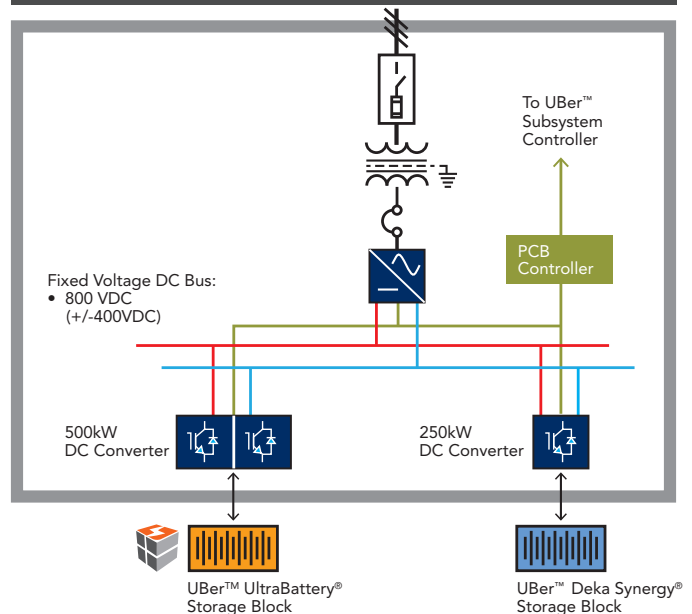 To UBer™
Subsystem
Controller
PCB
Controller
Fixed Voltage DC Bus:
• 800 VDC
(+/-400VDC)
500kW
DC Converter
250kW
DC Converter
UBer™ UltraBattery®
Storage Block
UBer™ Deka Synergy®
Storage Block